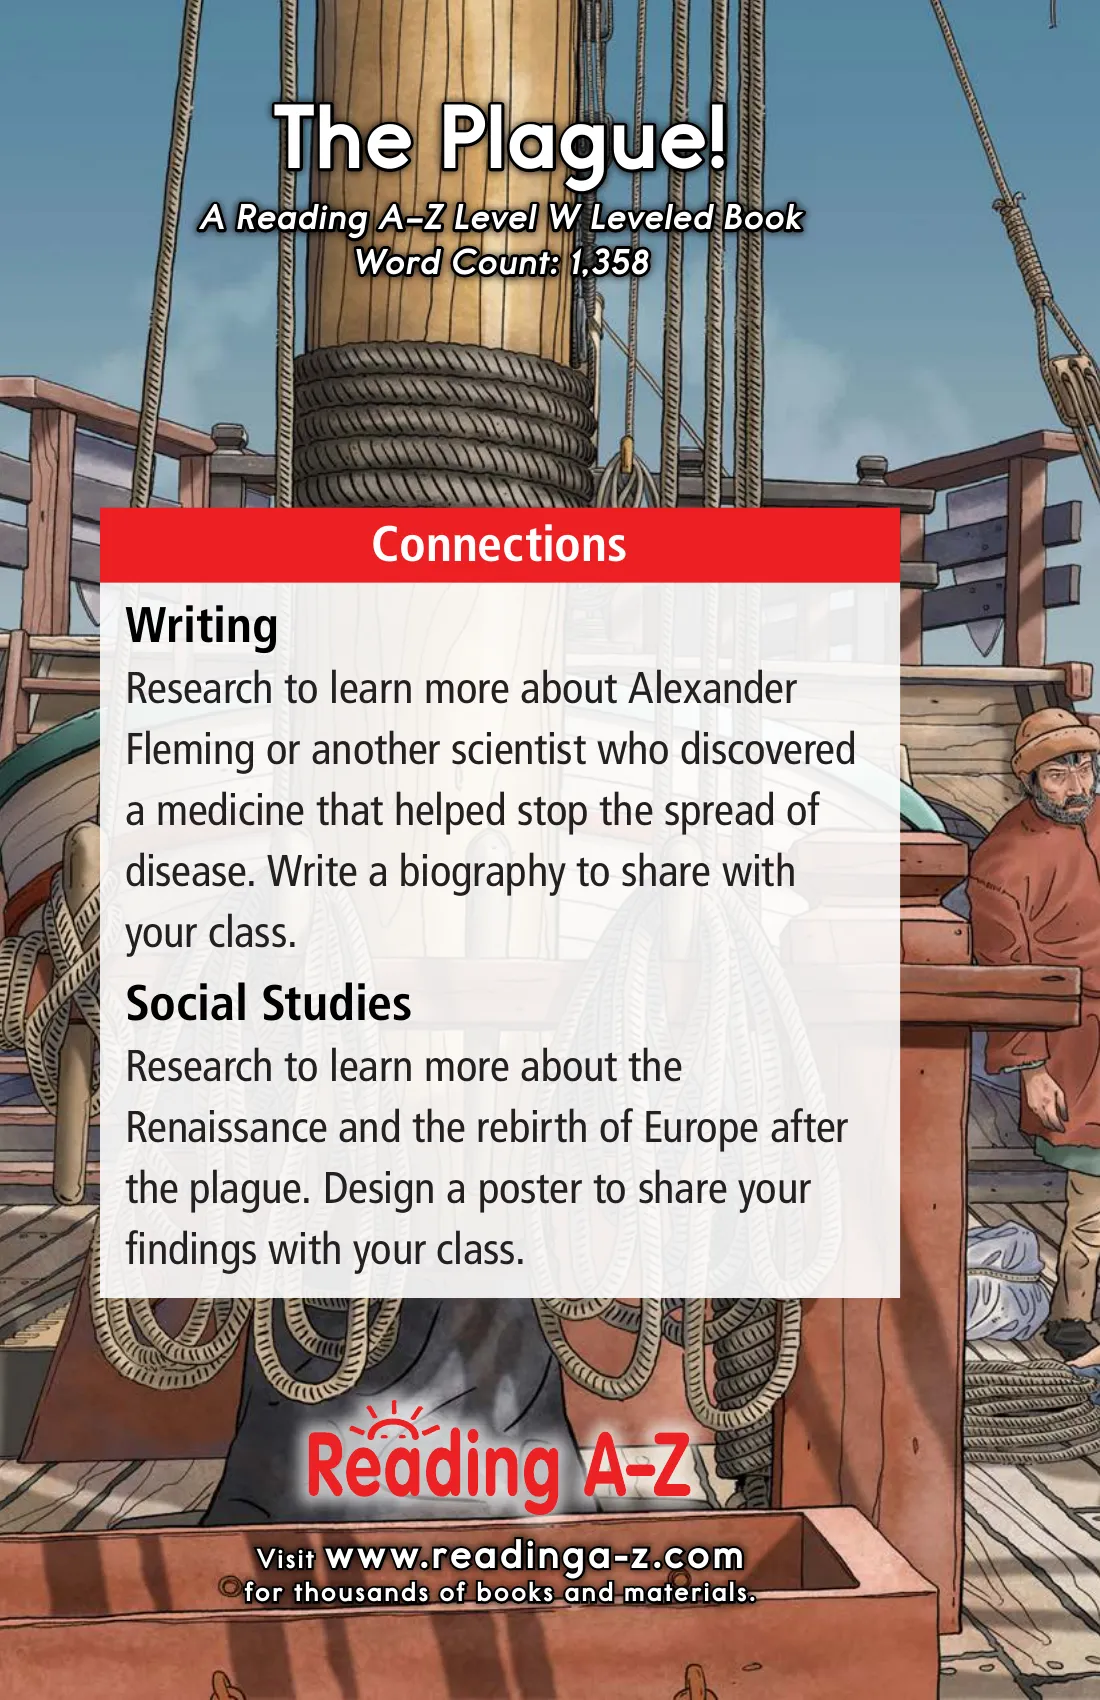 The Plague!
A Reading A–Z Level W Leveled Book
Word Count: 1,358
Connections
Writing
Research to learn more about Alexander
Fleming or another scientist who discovered
a medicine that helped stop the spread of
disease. Write a biography to share with
your class.
Social Studies
Research to learn more about the
Renaissance and the rebirth of Europe after
the plague. Design a poster to share your
findings with your class.
Reading A-Z
Visit www.readinga-z.com
for thousands of books and materials.